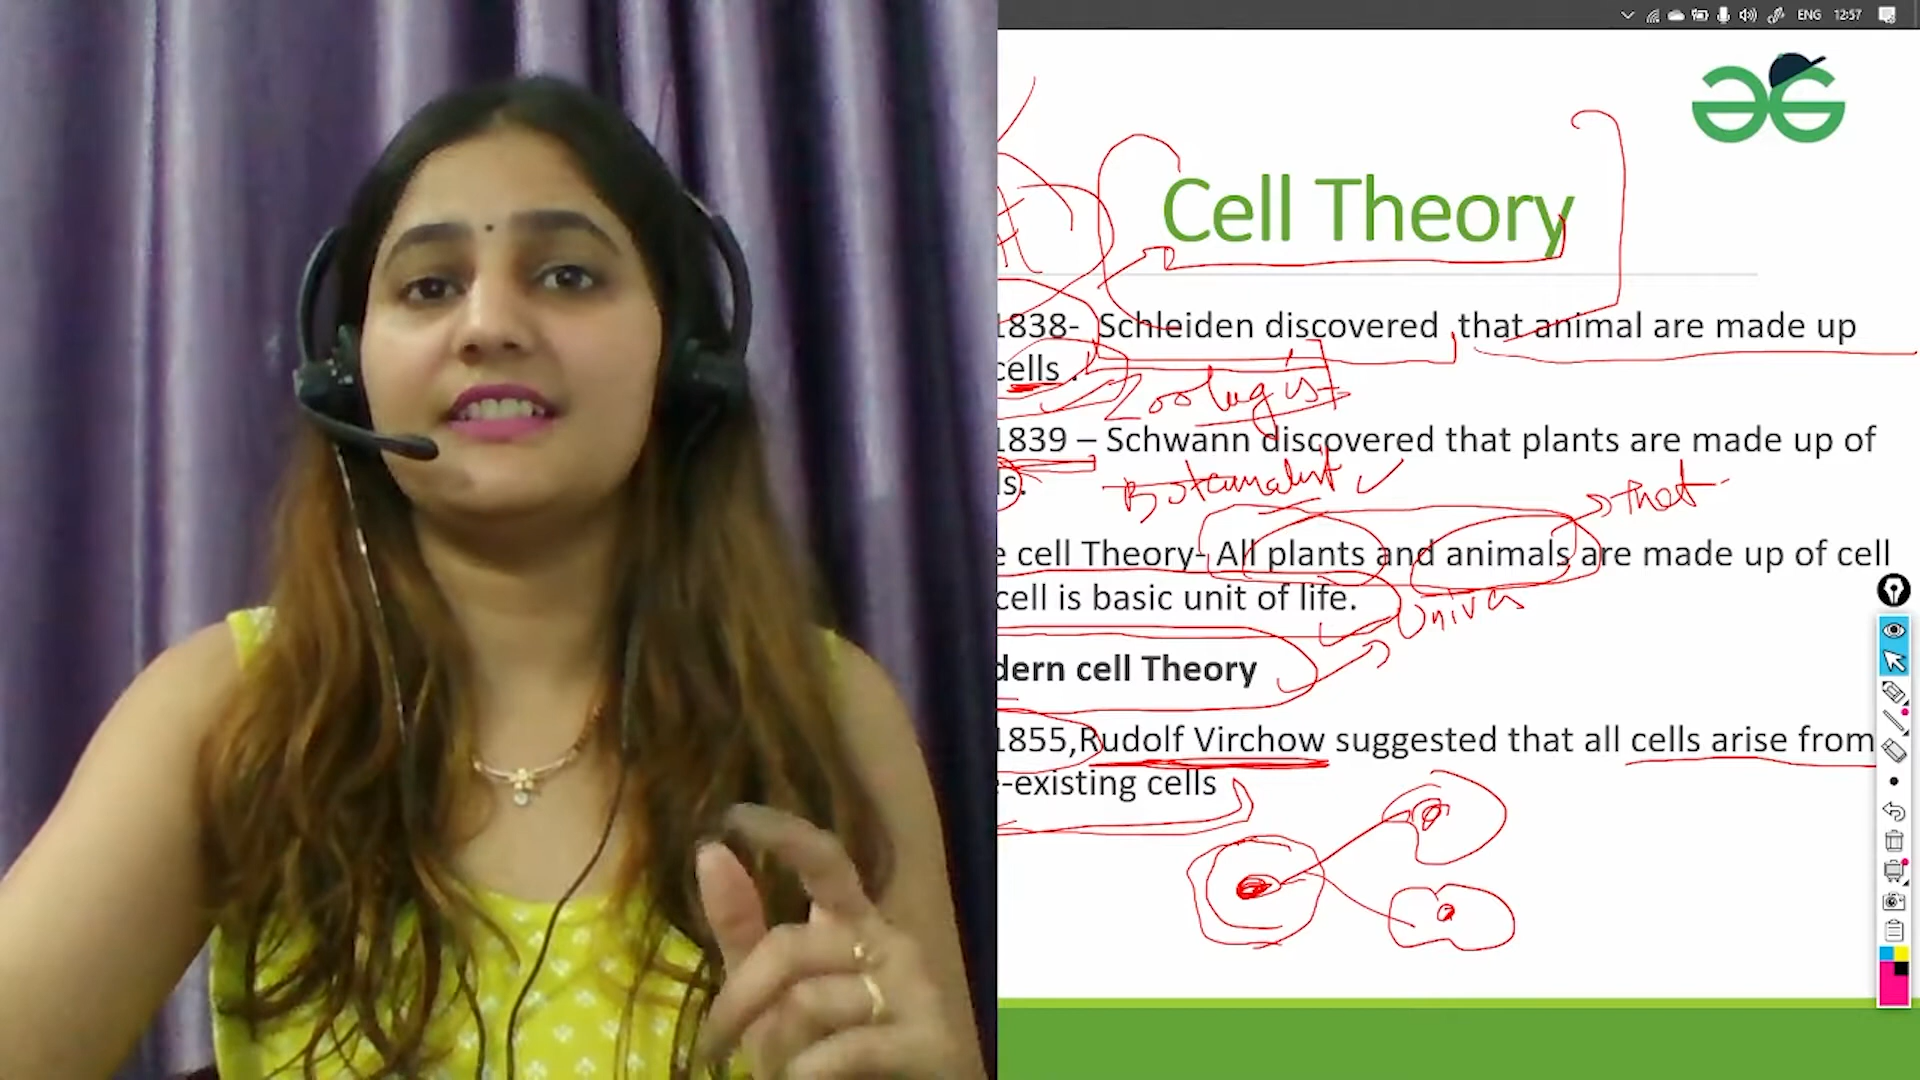 ENG 12:57
Cell Theory
1838- Schleiden discovered that animal are made up
cells .
Zoologist
1839 – Schwann discovered that plants are made up of
ls.
Botanalist
that
e cell Theory- All plants and animals are made up of cell
cell is basic unit of life.
Univers
dern cell Theory
1855,Rudolf Virchow suggested that all cells arise from
e-existing cells